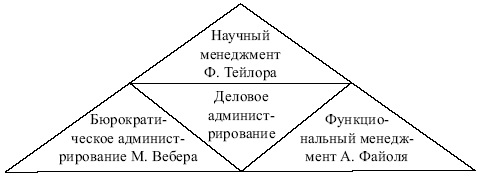 Научный
менеджмент
Ф. Тейлора
Деловое
админист-
рирование
Бюрократи-
ческое админист-
рирование М. Вебера
Функцио-
нальный менедж-
мент А. Файоля